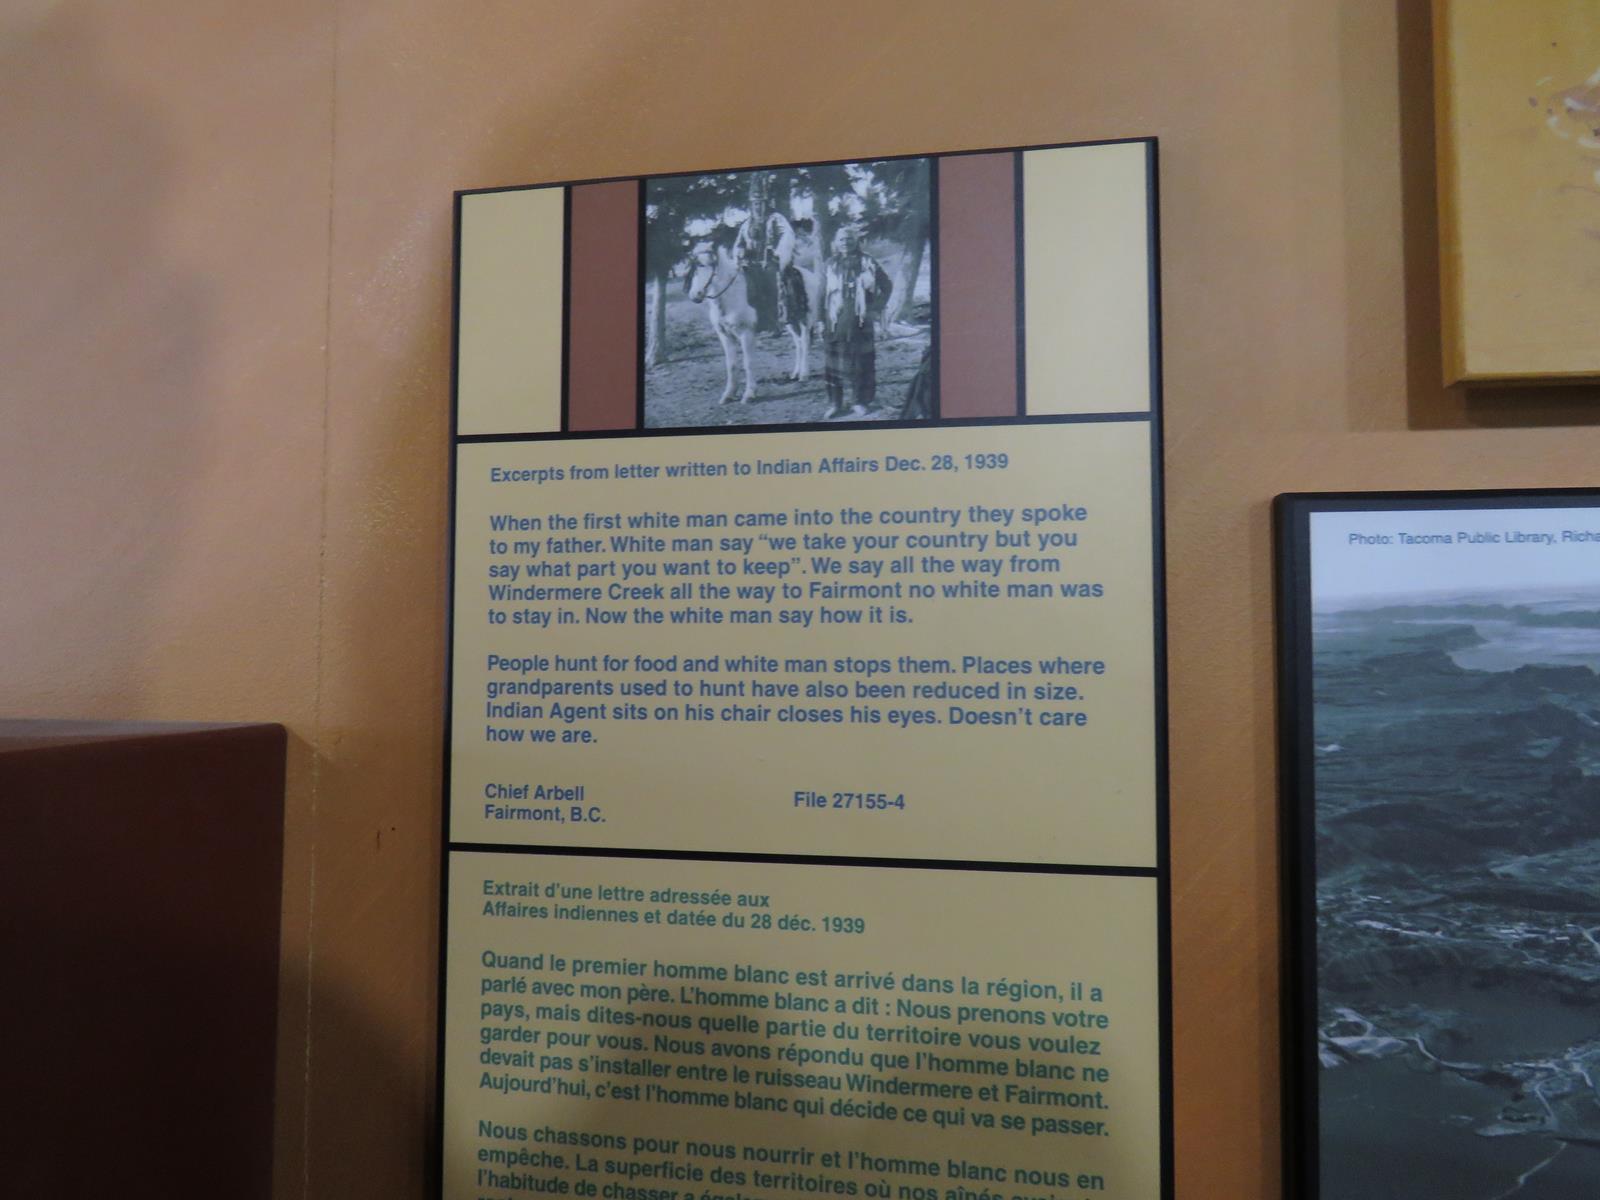 Excerpts from letter written to Indian Affairs Dec. 28, 1939
When the first white man came into the country they spoke
to my father. White man say “we take your country but you
say what part you want to keep”. We say all the way from
Windermere Creek all the way to Fairmont no white man was
to stay in. Now the white man say how it is.
People hunt for food and white man stops them. Places where
grandparents used to hunt have also been reduced in size.
Indian Agent sits on his chair closes his eyes. Doesn’t care
how we are.
Chief Arbell
Fairmont, B.C.
File 27155-4
Extrait d’une lettre adressée aux
Affaires indiennes et datée du 28 déc. 1939
Quand le premier homme blanc est arrivé dans la région, il a
parlé avec mon père. L’homme blanc a dit : Nous prenons votre
pays, mais dites-nous quelle partie du territoire vous voulez
garder pour vous. Nous avons répondu que l’homme blanc ne
devait pas s’installer entre le ruisseau Windermere et Fairmont.
Aujourd’hui, c’est l’homme blanc qui décide ce qui va se passer.
Nous chassons pour nous nourrir et l’homme blanc nous en
empêche. La superficie des territoires où nos aînés
l’habitude de chasser a
Photo: Tacoma Public Library,